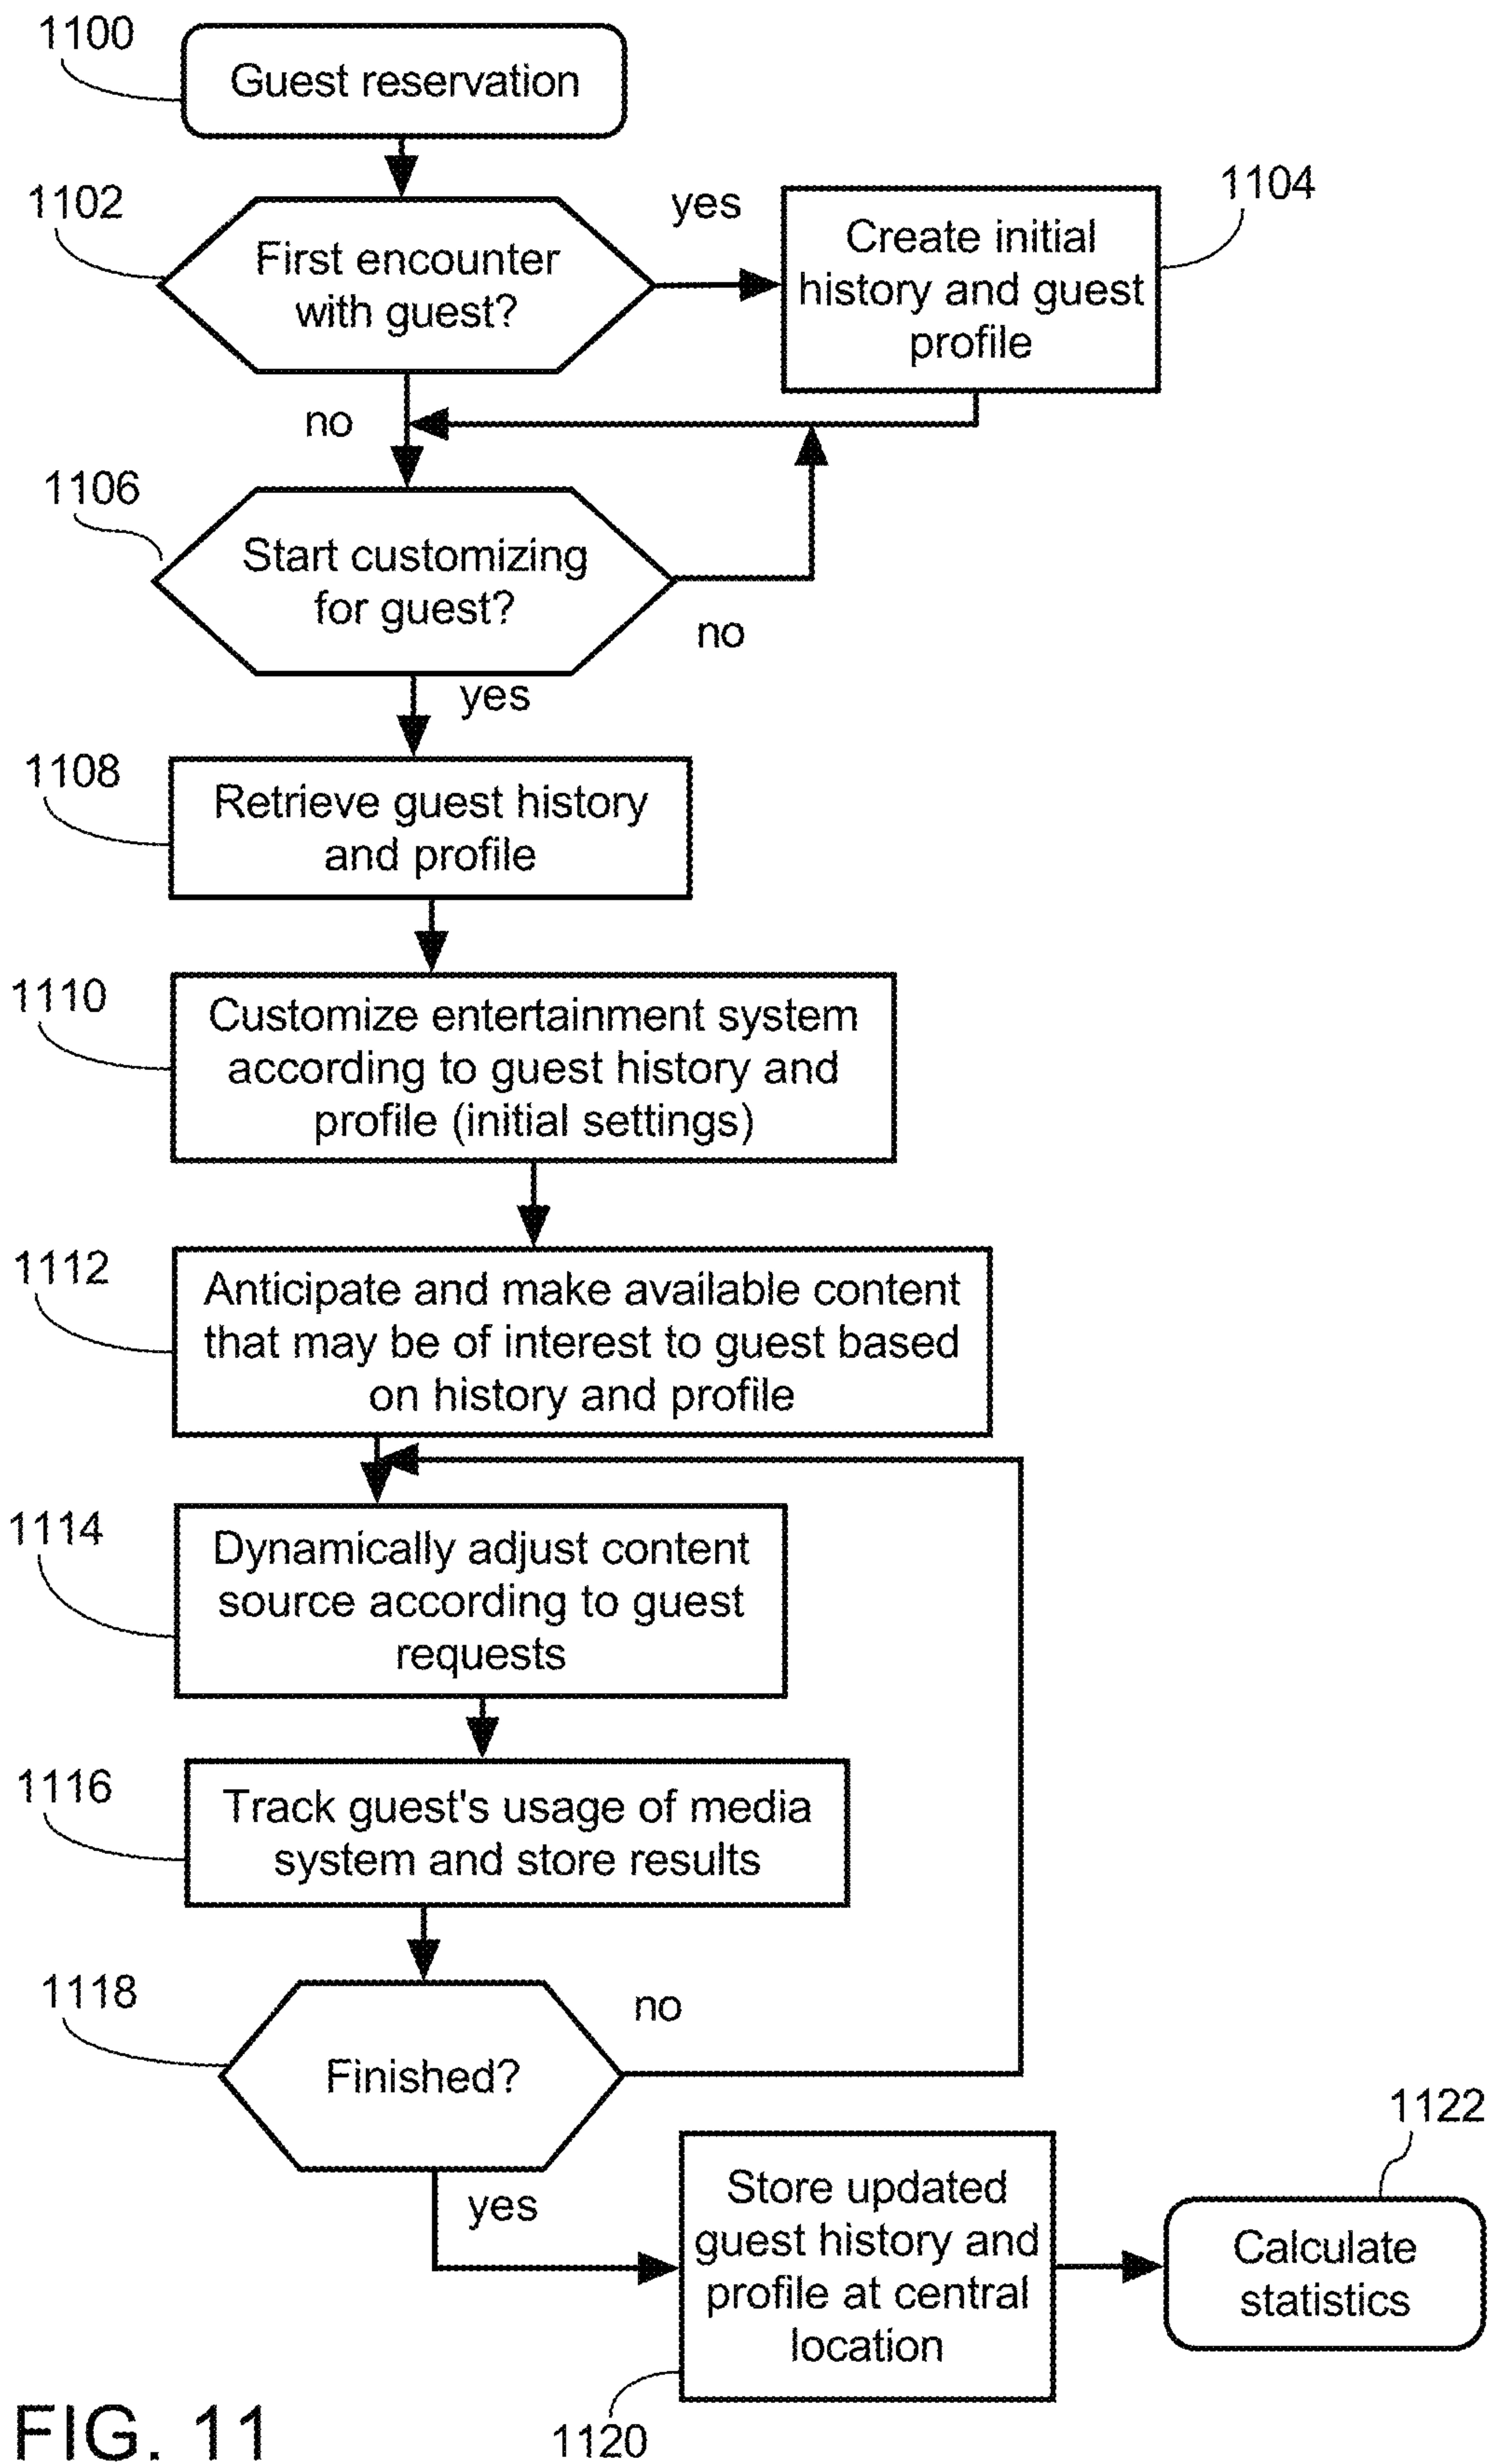 1100
Guest reservation
1102
First encounter
with guest?
yes
1104
Create initial
history and guest
profile
no
1106
Start customizing
for guest?
no
yes
1108
Retrieve guest history
and profile
1110
Customize entertainment system
according to guest history and
profile (initial settings)
1112
Anticipate and make available content
that may be of interest to guest based
on history and profile
1114
Dynamically adjust content
source according to guest
requests
1116
Track guest's usage of media
system and store results
1118
Finished?
no
yes
Store updated
guest history and
profile at central
location
1120
1122
Calculate
statistics
FIG. 11